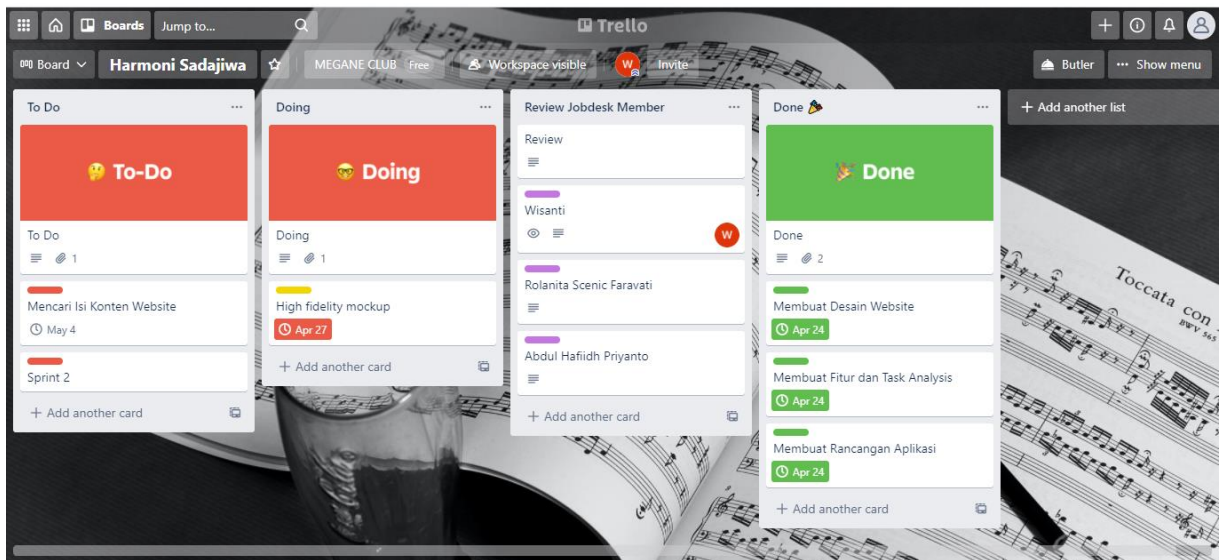 Boards
Jump to...
Trello
Board
Harmoni Sadajiwa
MEGANE CLUB Free
Workspace visible
W
Invite
Butler
Show menu
To Do
🤔 To-Do
To Do
1
Mencari Isi Konten Website
May 4
Sprint 2
+ Add another card
Doing
🤓 Doing
Doing
1
High fidelity mockup
Apr 27
+ Add another card
Review Jobdesk Member
Review
Wisanti
W
Rolanita Scenic Faravati
Abdul Hafiidh Priyanto
+ Add another card
Done 🎉
🎉 Done
Done
2
Membuat Desain Website
Apr 24
Membuat Fitur dan Task Analysis
Apr 24
Membuat Rancangan Aplikasi
Apr 24
+ Add another card
+ Add another list
Toccata con
BWV 565